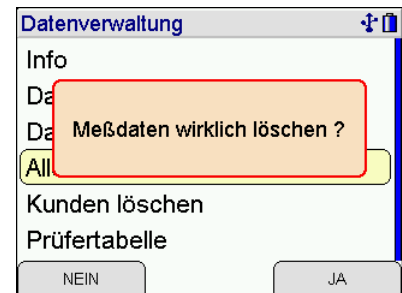 Datenverwaltung
Info
Da
Meßdaten wirklich löschen ?
Da
All
Kunden löschen
Prüfertabelle
NEIN
JA